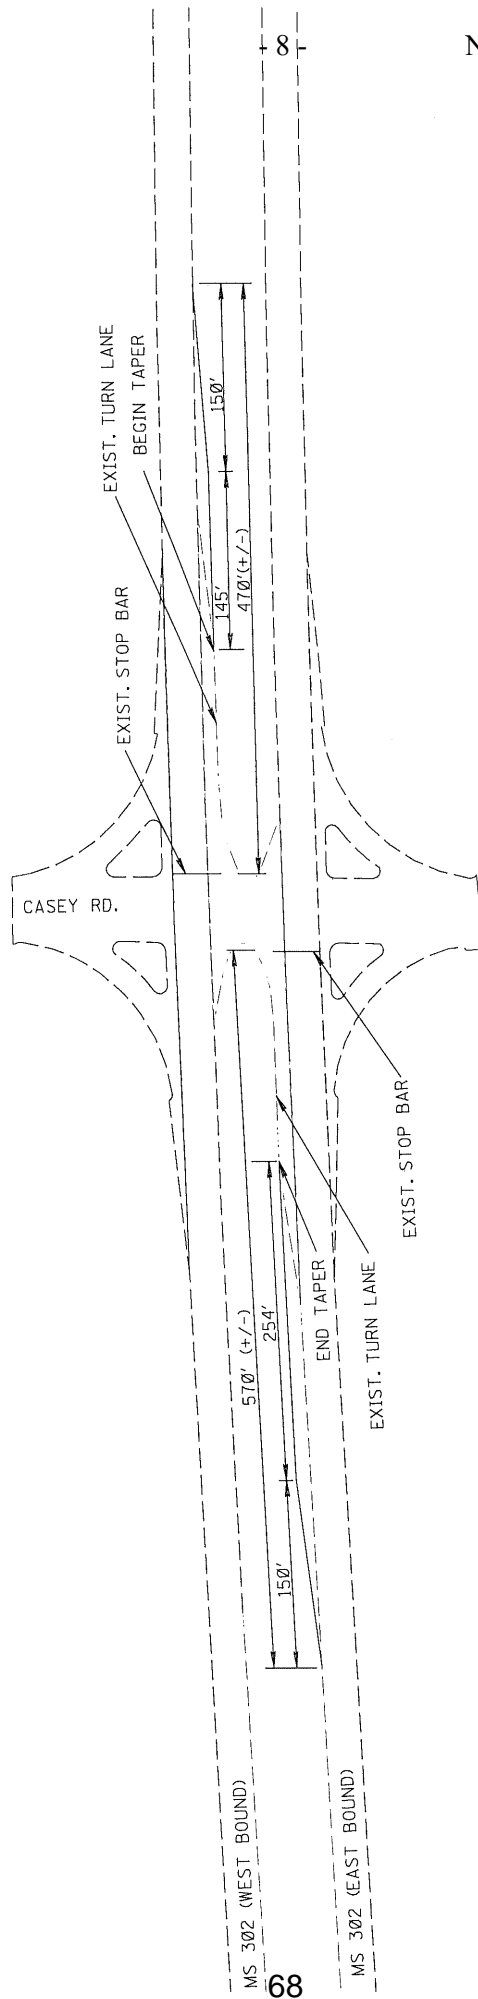 - 8 -
N
150'
470'(+/-)
145'
EXIST. TURN LANE
BEGIN TAPER
EXIST. STOP BAR
CASEY RD.
EXIST. STOP BAR
END TAPER
EXIST. TURN LANE
570' (+/-)
254'
150'
MS 302 (WEST BOUND)
MS 302 (EAST BOUND)
68